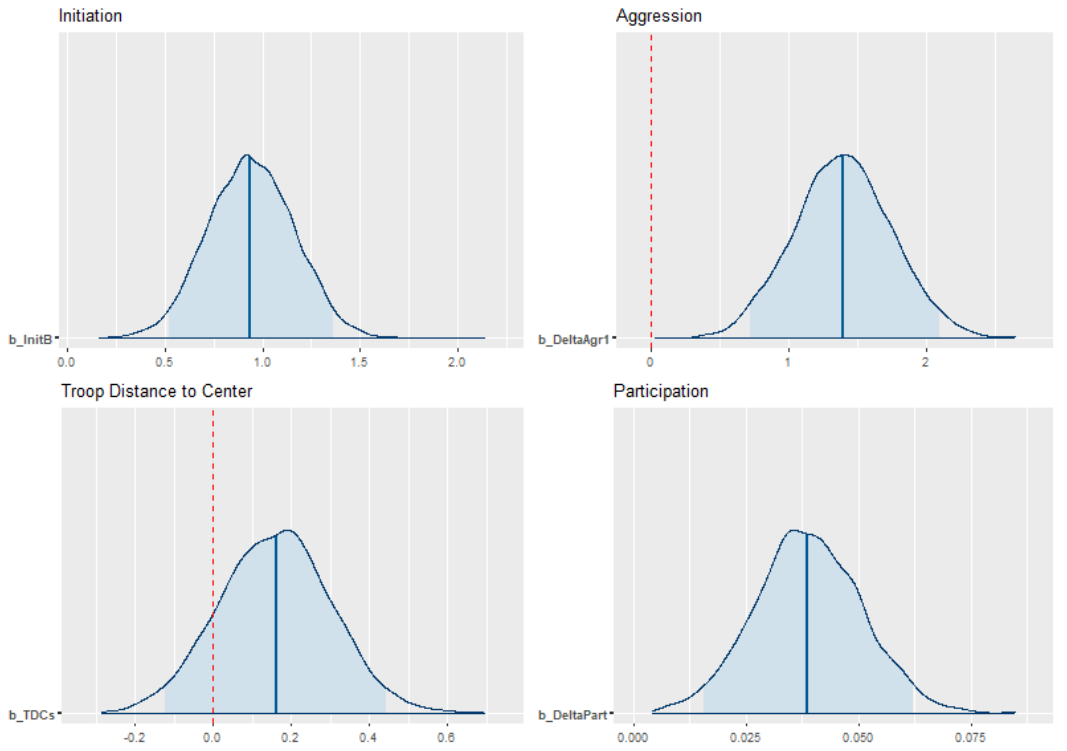 Initiation
b_InitB
0.0 0.5 1.0 1.5 2.0
Aggression
b_DeltaAgr1
0 1 2
Troop Distance to Center
b_TDCs
-0.2 0.0 0.2 0.4 0.6
Participation
b_DeltaPart
0.000 0.025 0.050 0.075